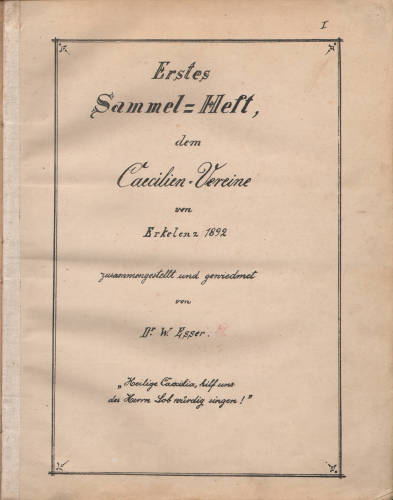 I
Erstes
Sammel=Heft,
dem
Caecilien-Vereine
von
Erkelenz 1892
zusammengestellt und gewiedmet
von
Dr W. Esser.
„Heilige Caecilia, hilf uns
des Herrn Lob würdig singen!"